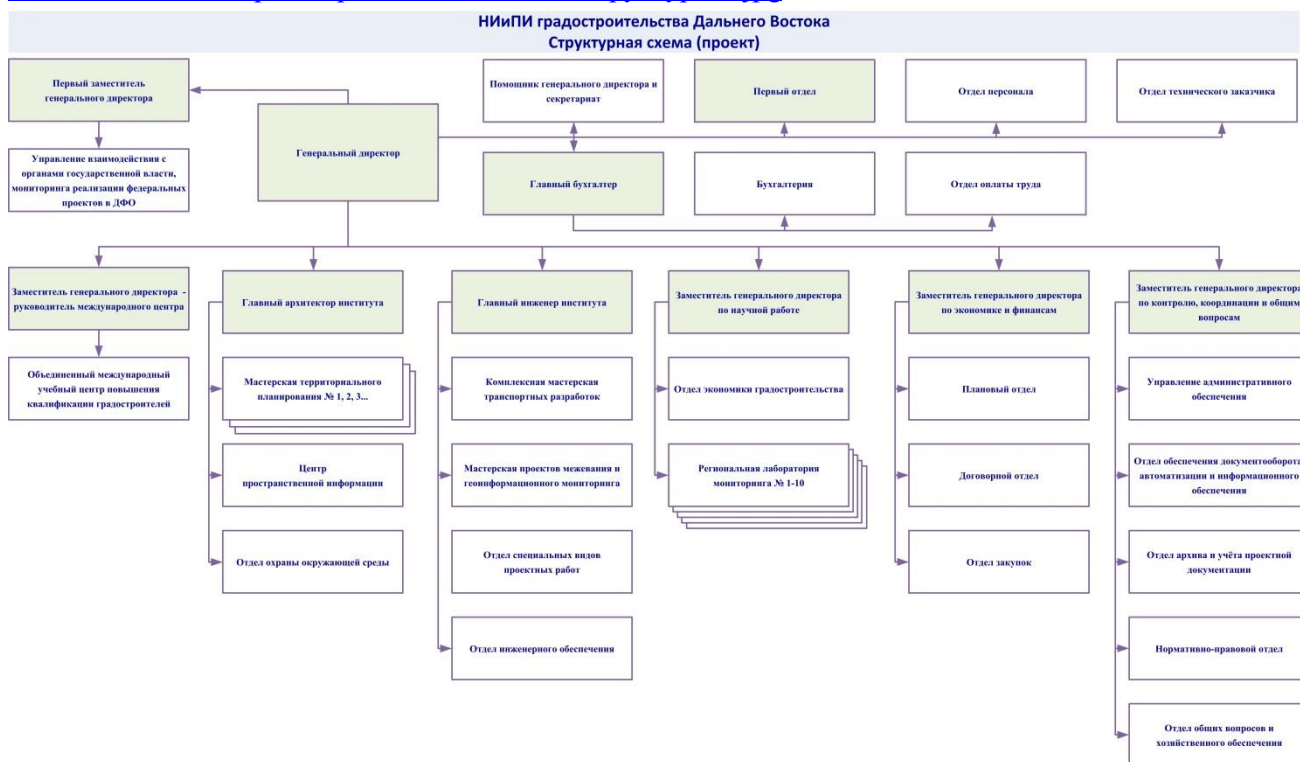 НИиПИ градостроительства Дальнего Востока
Структурная схема (проект)
Первый заместитель
генерального директора
Помощник генерального директора и
секретариат
Первый отдел
Отдел персонала
Отдел технического заказчика
Генеральный директор
Управление взаимодействия с
органами государственной власти,
мониторинга реализации федеральных
проектов в ДФО
Главный бухгалтер
Бухгалтерия
Отдел оплаты труда
Заместитель генерального директора -
руководитель международного центра
Главный архитектор института
Главный инженер института
Заместитель генерального директора
по научной работе
Заместитель генерального директора
по экономике и финансам
Заместитель генерального директора
по контролю, координации и общим
вопросам
Объединенный международный
учебный центр повышения
квалификации градостроителей
Мастерская территориального
планирования № 1, 2, 3...
Комплексная мастерская
транспортных разработок
Отдел экономики градостроительства
Плановый отдел
Управление административного
обеспечения
Центр
пространственной информации
Мастерская проектов межевания и
геоинформационного мониторинга
Региональная лаборатория
мониторинга № 1-10
Договорной отдел
Отдел обеспечения документооборота,
автоматизации и информационного
обеспечения
Отдел охраны окружающей среды
Отдел специальных видов
проектных работ
Отдел закупок
Отдел архива и учёта проектной
документации
Отдел инженерного обеспечения
Нормативно-правовой отдел
Отдел общих вопросов и
хозяйственного обеспечения